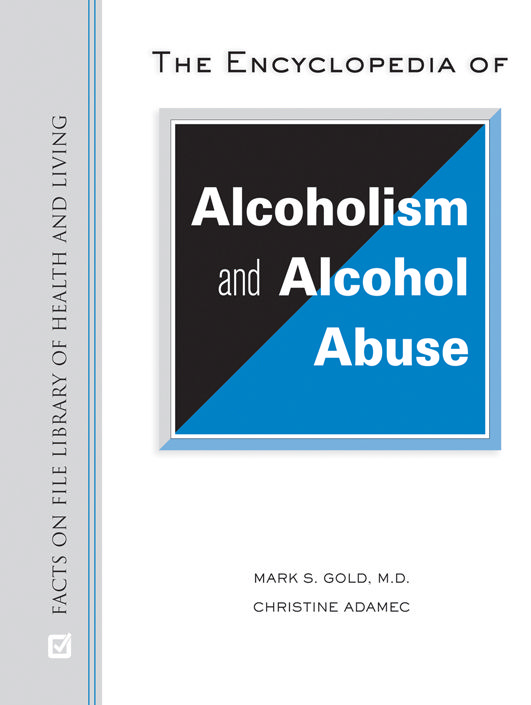 THE ENCYCLOPEDIA OF
Alcoholism
and Alcohol
Abuse
MARK S. GOLD, M.D.
CHRISTINE ADAMEC
FACTS ON FILE LIBRARY OF HEALTH AND LIVING